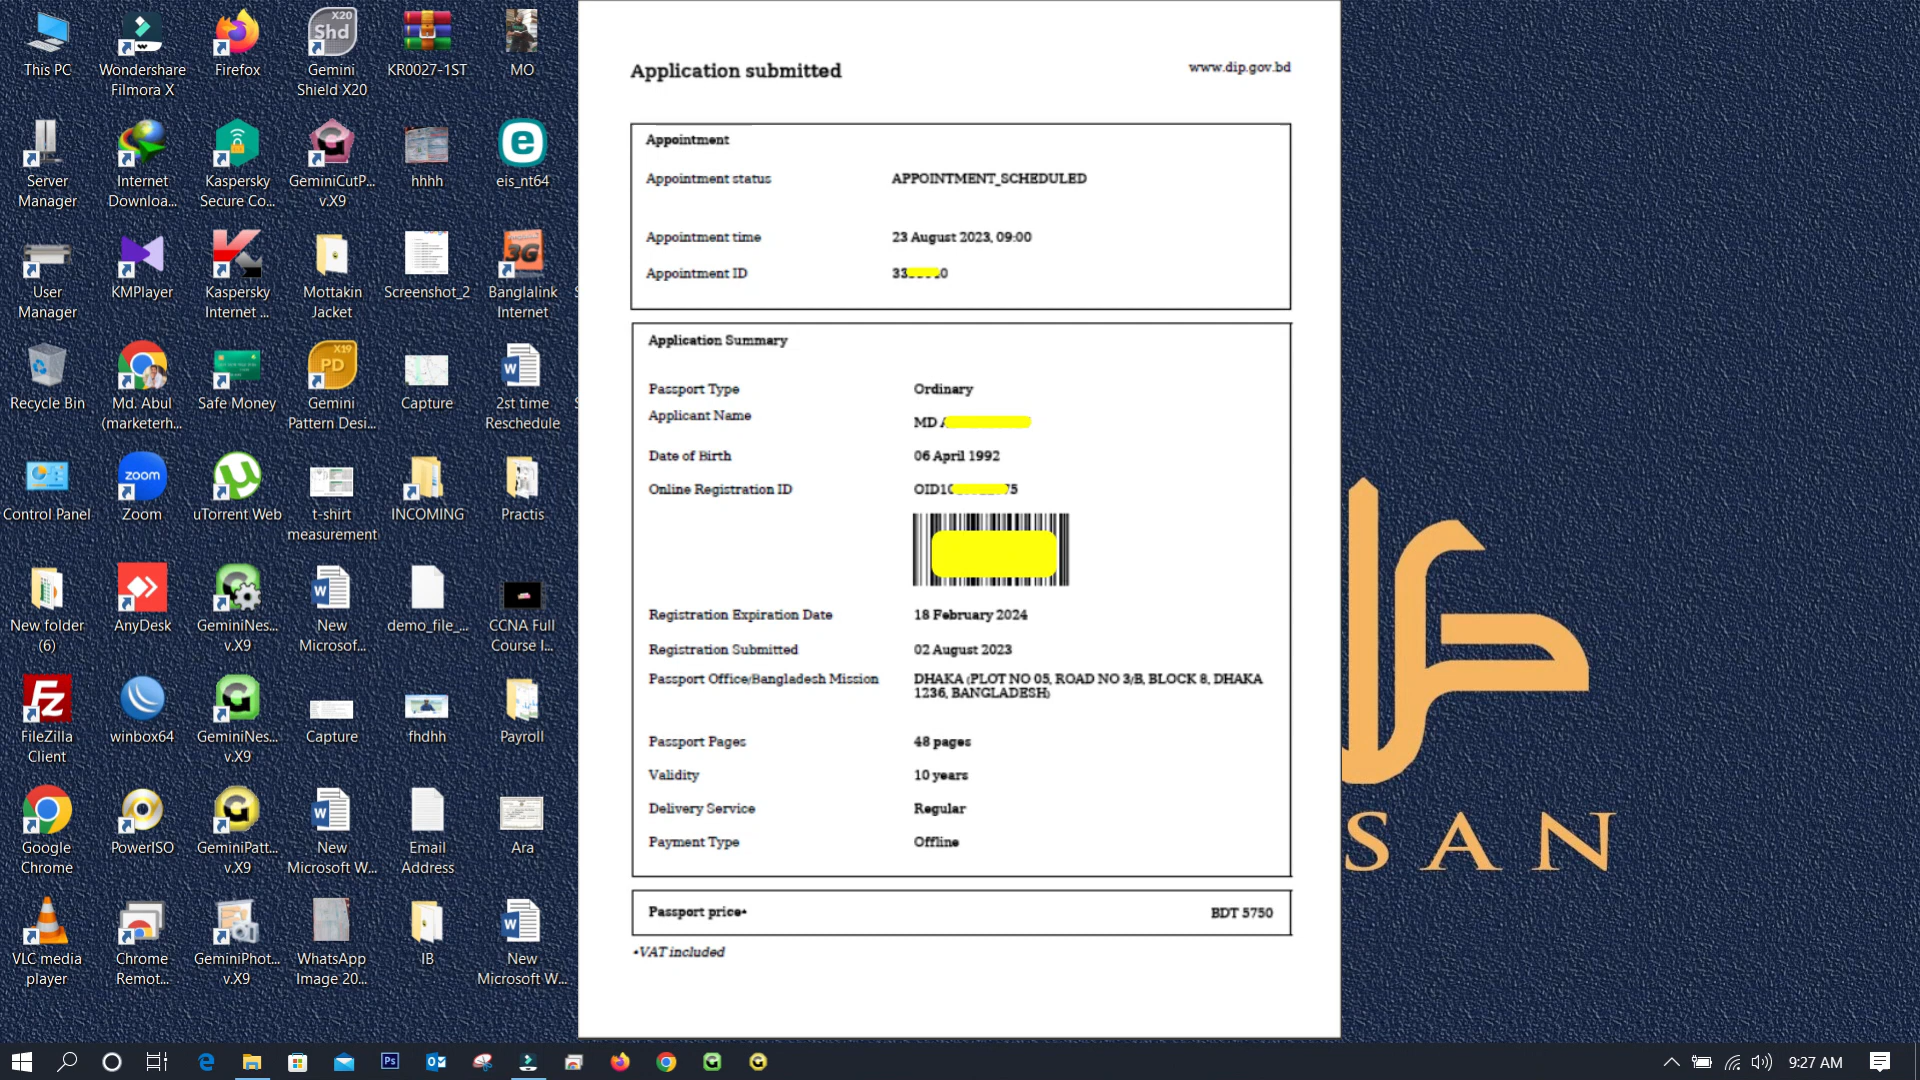 This PC
Wondershare Filmora X
Firefox
Gemini Shield X20
KR0027-1ST
MO
Server Manager
Internet Downloa...
Kaspersky Secure Co...
GeminiCutP... v.X9
hhhh
eis_nt64
User Manager
KMPlayer
Kaspersky Internet ...
Mottakin Jacket
Screenshot_2
Banglalink Internet
Recycle Bin
Md. Abul (marketerh...
Safe Money
Gemini Pattern Desi...
Capture
2st time Reschedule
Control Panel
Zoom
uTorrent Web
t-shirt measurement
INCOMING
Practis
New folder (6)
AnyDesk
GeminiNes... v.X9
New Microsof...
demo_file_...
CCNA Full Course I...
FileZilla Client
winbox64
GeminiNes... v.X9
Capture
fhdhh
Payroll
Google Chrome
PowerISO
GeminiPatt... v.X9
New Microsoft W...
Email Address
Ara
VLC media player
Chrome Remot...
GeminiPhot... v.X9
WhatsApp Image 20...
IB
New Microsoft W...
Application submitted
www.dip.gov.bd
Appointment
Appointment status APPOINTMENT_SCHEDULED
Appointment time 23 August 2023, 09:00
Appointment ID 33 0
Application Summary
Passport Type Ordinary
Applicant Name MD A
Date of Birth 06 April 1992
Online Registration ID OID10 75
Registration Expiration Date 18 February 2024
Registration Submitted 02 August 2023
Passport Office/Bangladesh Mission DHAKA (PLOT NO 05, ROAD NO 3/B, BLOCK 8, DHAKA
1236, BANGLADESH)
Passport Pages 48 pages
Validity 10 years
Delivery Service Regular
Payment Type Offline
Passport price* BDT 5750
*VAT included
SAN
9:27 AM